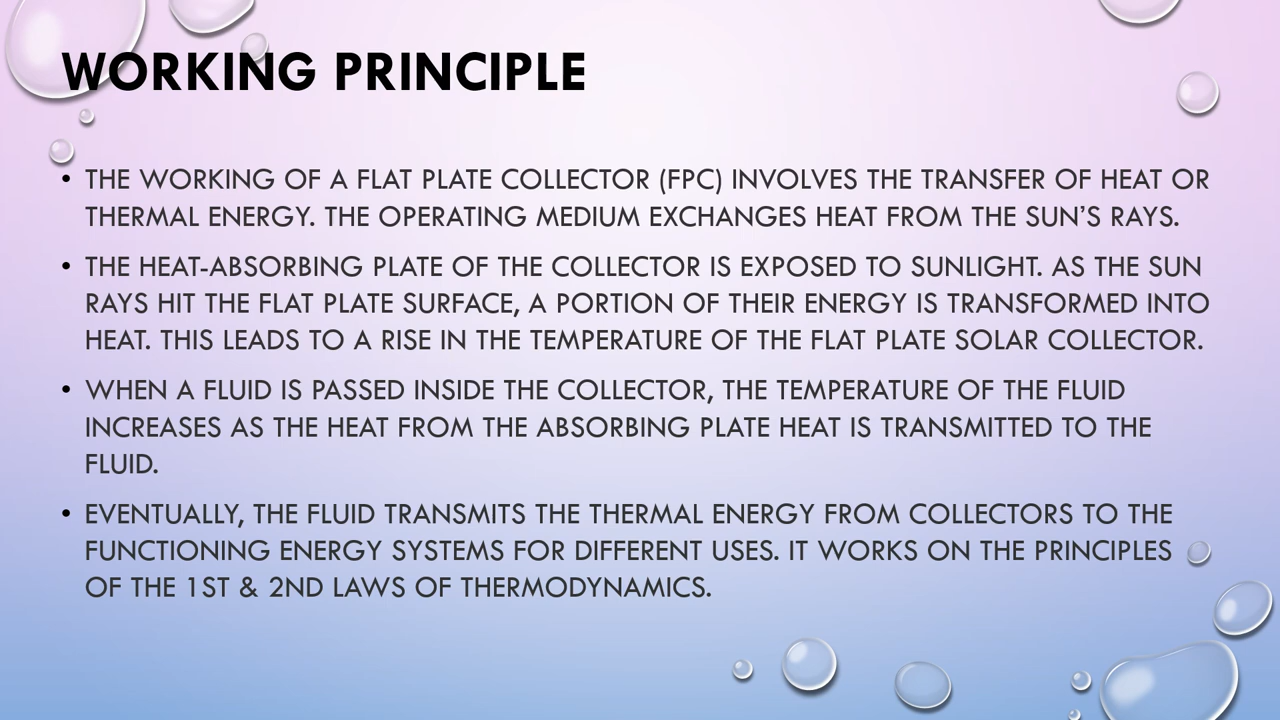 WORKING PRINCIPLE
• THE WORKING OF A FLAT PLATE COLLECTOR (FPC) INVOLVES THE TRANSFER OF HEAT OR
THERMAL ENERGY. THE OPERATING MEDIUM EXCHANGES HEAT FROM THE SUN’S RAYS.
• THE HEAT-ABSORBING PLATE OF THE COLLECTOR IS EXPOSED TO SUNLIGHT. AS THE SUN
RAYS HIT THE FLAT PLATE SURFACE, A PORTION OF THEIR ENERGY IS TRANSFORMED INTO
HEAT. THIS LEADS TO A RISE IN THE TEMPERATURE OF THE FLAT PLATE SOLAR COLLECTOR.
• WHEN A FLUID IS PASSED INSIDE THE COLLECTOR, THE TEMPERATURE OF THE FLUID
INCREASES AS THE HEAT FROM THE ABSORBING PLATE HEAT IS TRANSMITTED TO THE
FLUID.
• EVENTUALLY, THE FLUID TRANSMITS THE THERMAL ENERGY FROM COLLECTORS TO THE
FUNCTIONING ENERGY SYSTEMS FOR DIFFERENT USES. IT WORKS ON THE PRINCIPLES
OF THE 1ST & 2ND LAWS OF THERMODYNAMICS.